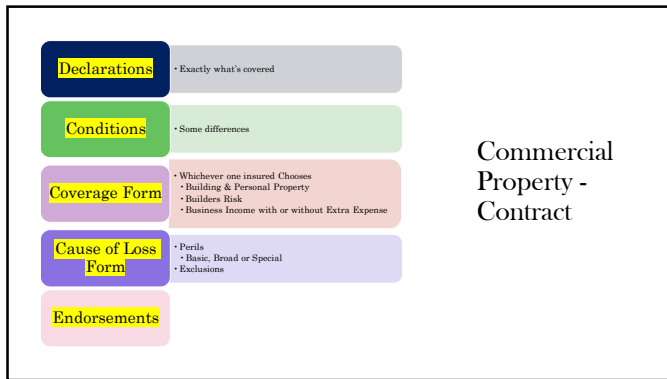 Declarations
• Exactly what's covered
Conditions
• Some differences
Coverage Form
• Whichever one insured Chooses
• Building & Personal Property
• Builders Risk
• Business Income with or without Extra Expense
Cause of Loss
Form
• Perils
• Basic, Broad or Special
• Exclusions
Endorsements
Commercial
Property -
Contract